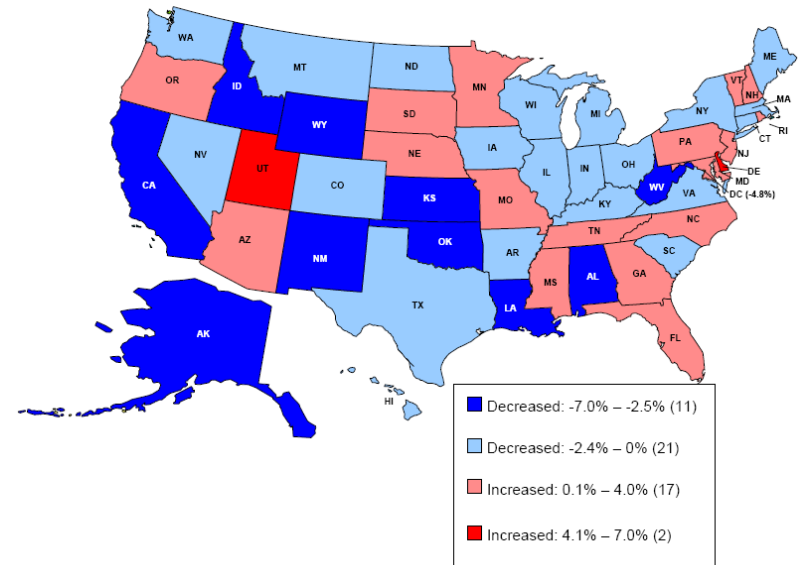 WA
ME
MT
ND
VT
OR
MN
NH
MA
ID
WI
NY
SD
MI
RI
WY
CT
PA
IA
NE
NJ
NV
OH
IL
IN
DE
UT
MD
CO
CA
WV
VA
DC (-4.8%)
KS
MO
KY
NC
TN
AZ
OK
AR
SC
NM
MS
AL
GA
LA
TX
AK
FL
HI
Decreased: -7.0% – -2.5% (11)
Decreased: -2.4% – 0% (21)
Increased: 0.1% – 4.0% (17)
Increased: 4.1% – 7.0% (2)